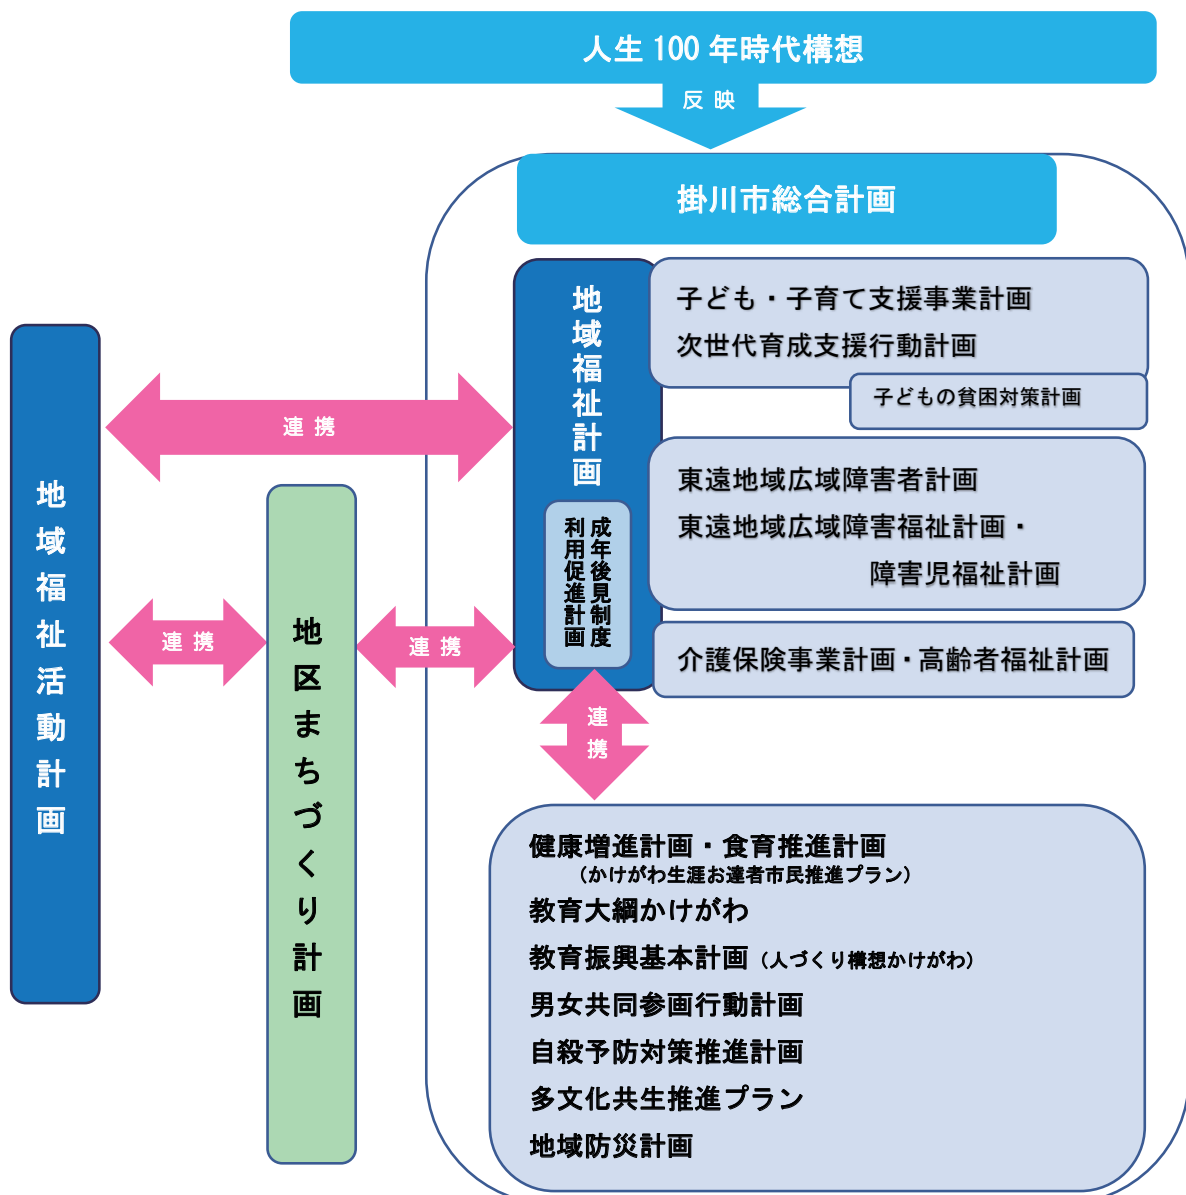 人生 100 年時代構想
反 映
掛川市総合計画
地域福祉計画
成年後見制度
利用促進計画
子ども・子育て支援事業計画
次世代育成支援行動計画
子どもの貧困対策計画
東遠地域広域障害者計画
東遠地域広域障害福祉計画・
障害児福祉計画
介護保険事業計画・高齢者福祉計画
連 携
地域福祉活動計画
連 携
地区まちづくり計画
連 携
連携
健康増進計画・食育推進計画
（かけがわ生涯お達者市民推進プラン）
教育大綱かけがわ
教育振興基本計画（人づくり構想かけがわ）
男女共同参画行動計画
自殺予防対策推進計画
多文化共生推進プラン
地域防災計画